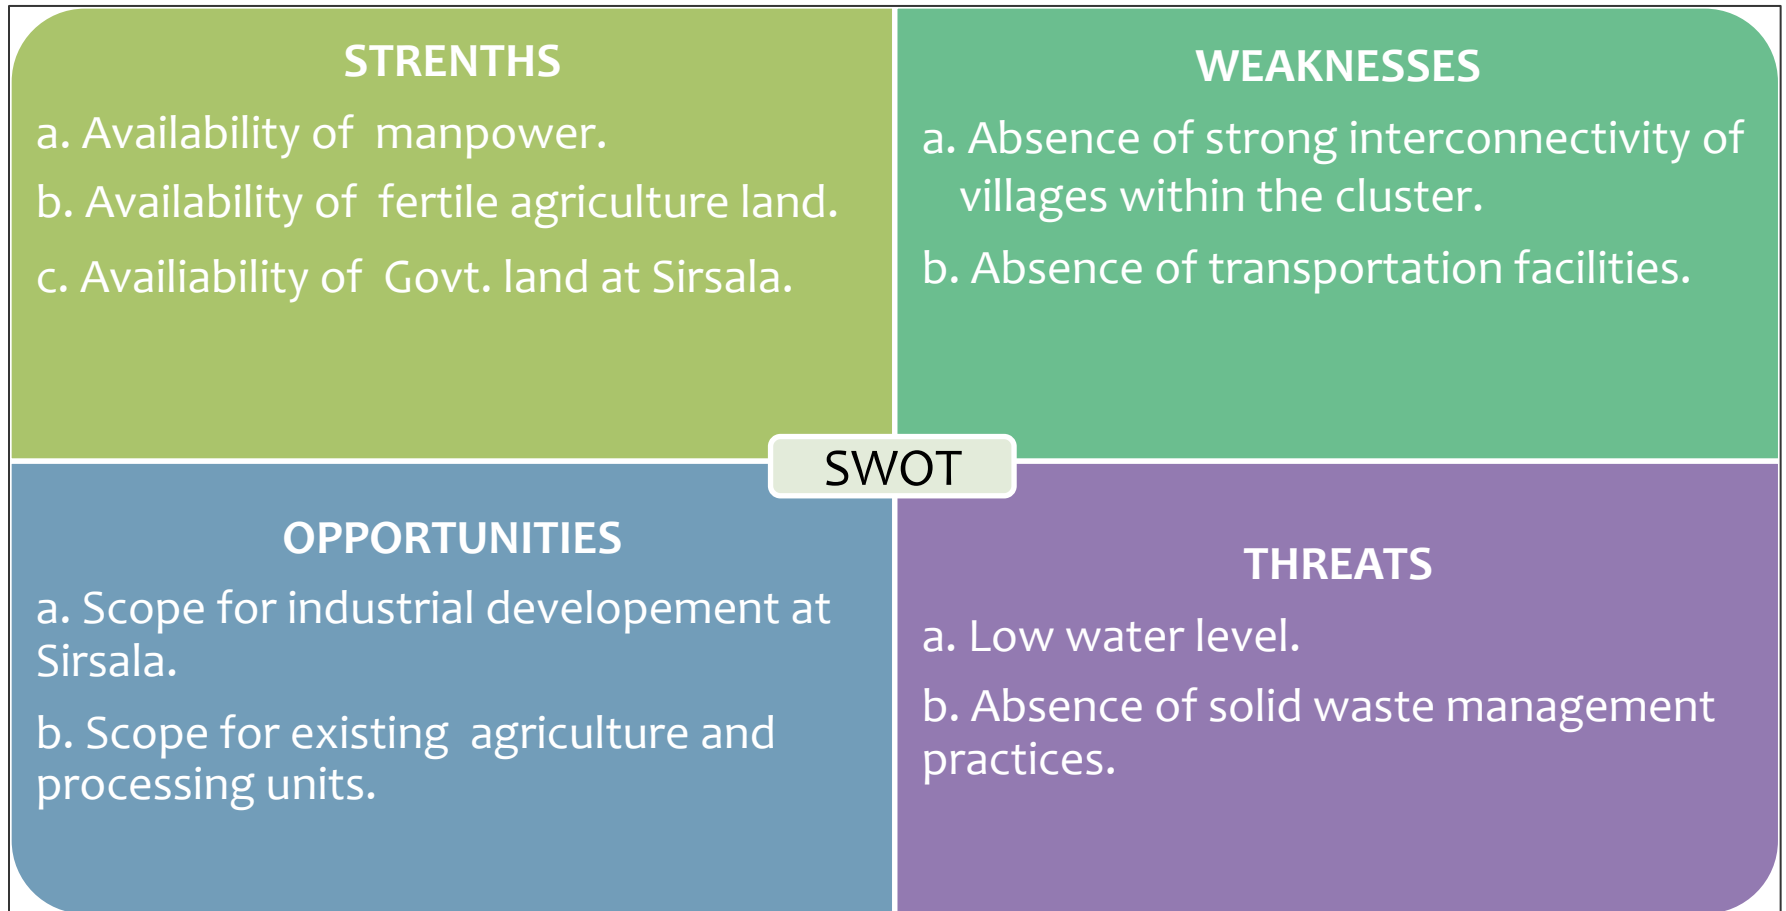 STRENTHS
a. Availability of manpower.
b. Availability of fertile agriculture land.
c. Availiability of Govt. land at Sirsala.
WEAKNESSES
a. Absence of strong interconnectivity of
villages within the cluster.
b. Absence of transportation facilities.
SWOT
OPPORTUNITIES
a. Scope for industrial developement at
Sirsala.
b. Scope for existing agriculture and
processing units.
THREATS
a. Low water level.
b. Absence of solid waste management
practices.